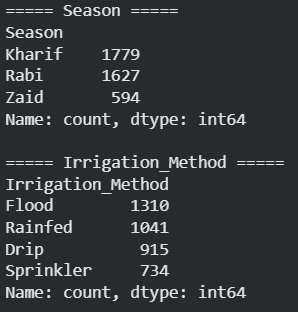 ===== Season =====
Season
Kharif    1779
Rabi      1627
Zaid       594
Name: count, dtype: int64

===== Irrigation_Method =====
Irrigation_Method
Flood        1310
Rainfed      1041
Drip          915
Sprinkler     734
Name: count, dtype: int64